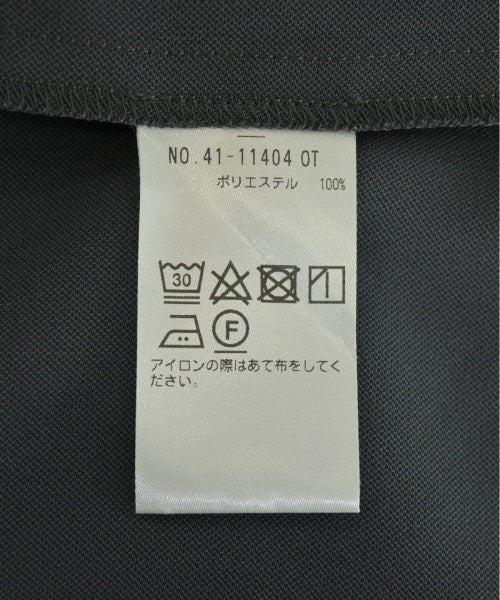 NO.41-11404 OT
ポリエステル 100%
30
F
アイロンの際はあて布をしてく
ださい。